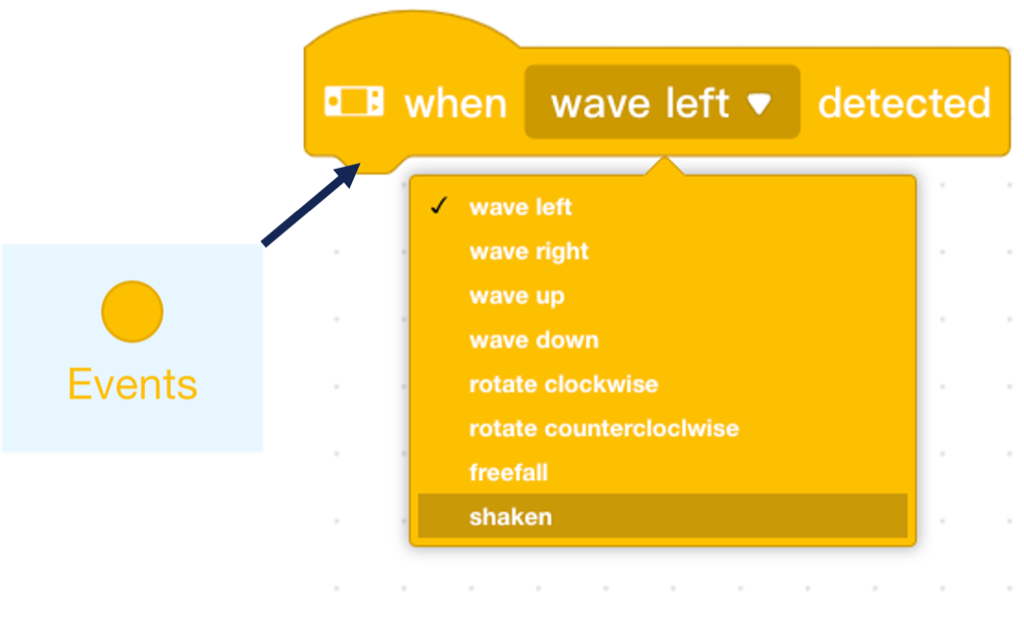 when wave left ▼ detected
✓ wave left
wave right
wave up
wave down
rotate clockwise
rotate countercloclwise
freefall
shaken
Events